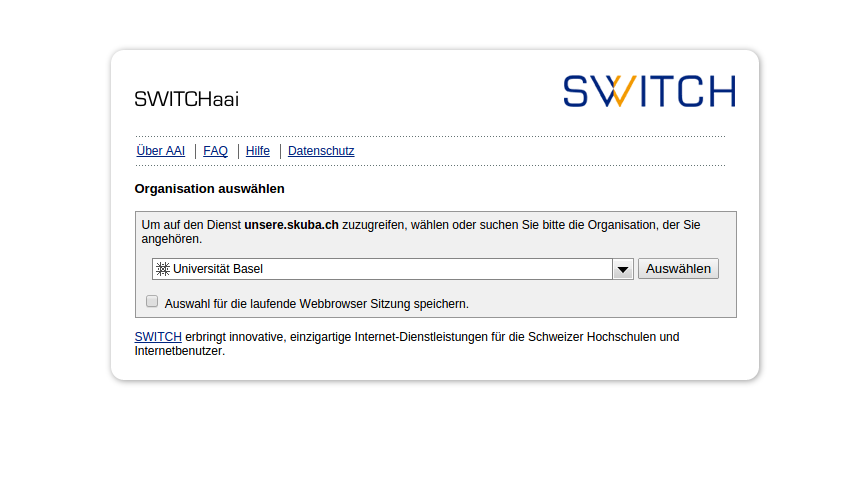 SWITCHaai
SWITCH
Über AAI
FAQ
Hilfe
Datenschutz
Organisation auswählen
Um auf den Dienst unsere.skuba.ch zuzugreifen, wählen oder suchen Sie bitte die Organisation, der Sie
angehören.
Universität Basel
Auswählen
Auswahl für die laufende Webbrowser Sitzung speichern.
SWITCH erbringt innovative, einzigartige Internet-Dienstleistungen für die Schweizer Hochschulen und
Internetbenutzer.